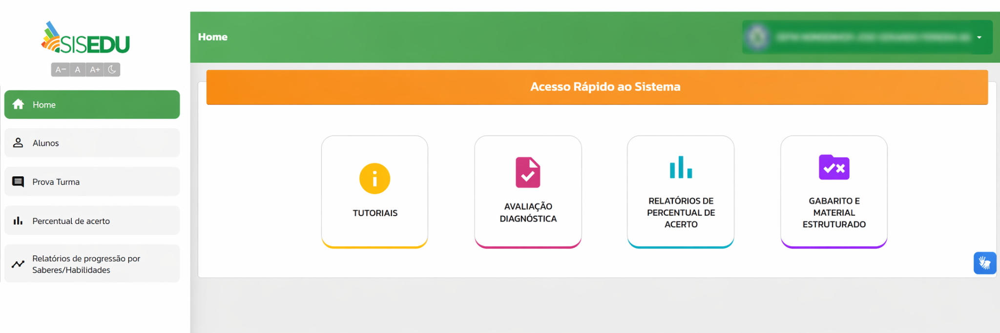 SISEDU
A- A A+
Home
Alunos
Prova Turma
Percentual de acerto
Relatórios de progressão por
Saberes/Habilidades
Home
Acesso Rápido ao Sistema
TUTORIAIS
AVALIAÇÃO
DIAGNÓSTICA
RELATÓRIOS DE
PERCENTUAL DE
ACERTO
GABARITO E
MATERIAL
ESTRUTURADO